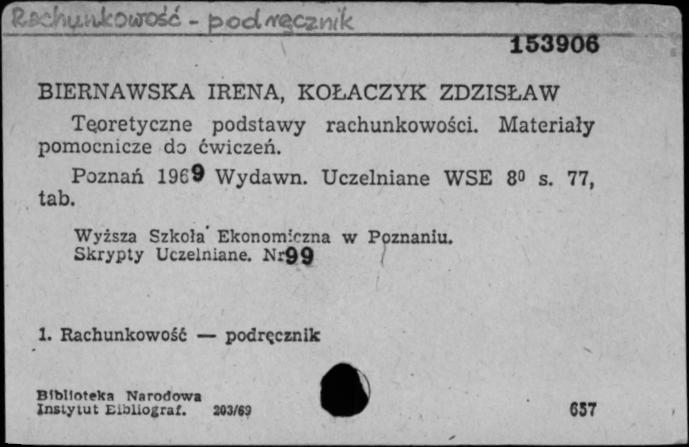 Rachunkowość - podręcznik
153906
BIERNAWSKA IRENA, KOŁACZYK ZDZISŁAW
Teoretyczne podstawy rachunkowości. Materiały
pomocnicze do ćwiczeń.
Poznań 1969 Wydawn. Uczelniane WSE 8⁰ s. 77,
tab.
Wyższa Szkoła Ekonomiczna w Poznaniu.
Skrypty Uczelniane. Nr 99
1. Rachunkowość — podręcznik
Biblioteka Narodowa
Instytut Bibliograf. 203/69
657